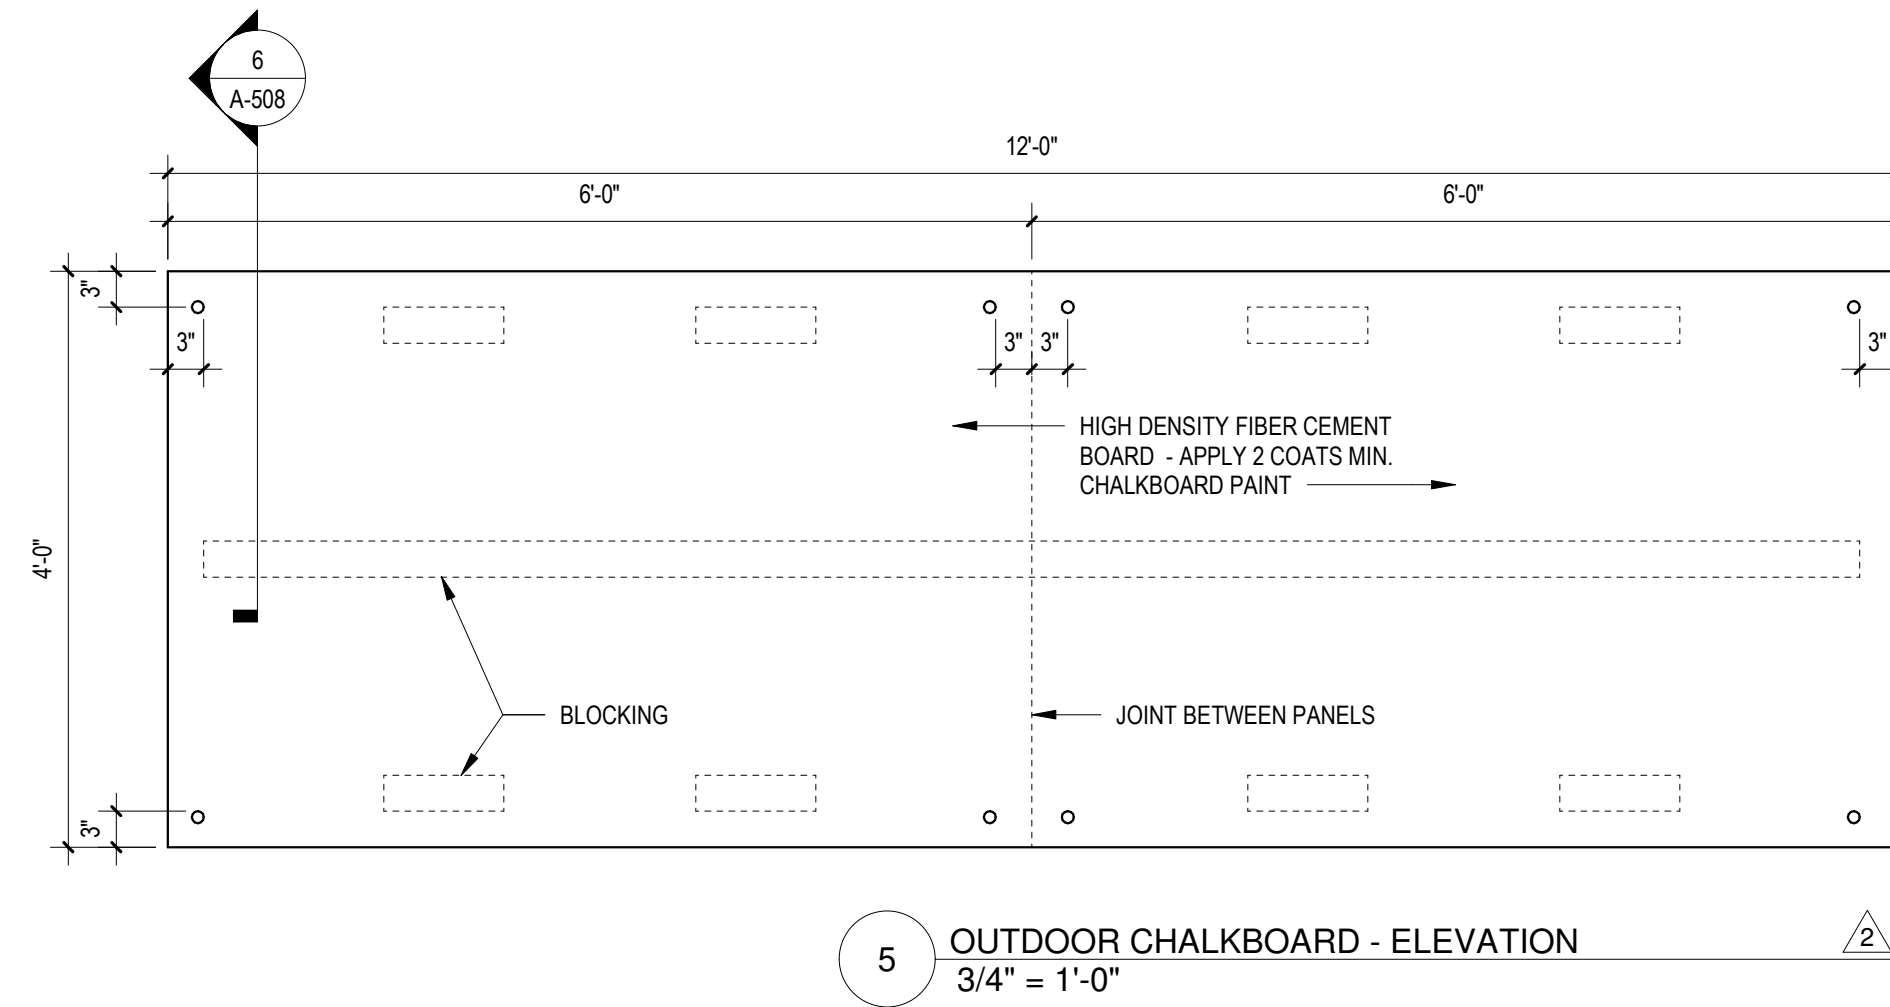 6
A-508
12'-0"
6'-0"
6'-0"
3"
3"
3"
3"
3"
HIGH DENSITY FIBER CEMENT
BOARD - APPLY 2 COATS MIN.
CHALKBOARD PAINT
4'-0"
BLOCKING
JOINT BETWEEN PANELS
3"
5
OUTDOOR CHALKBOARD - ELEVATION
2
3/4" = 1'-0"